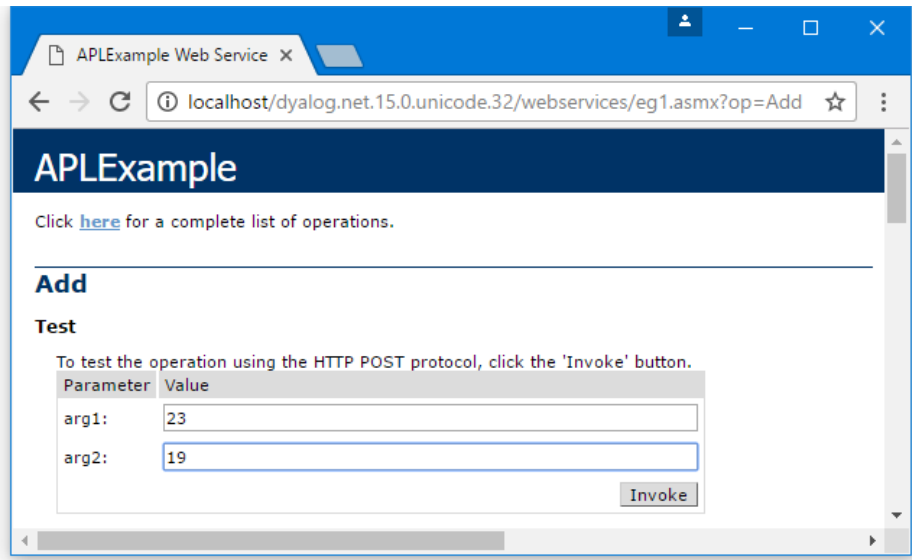 APLExample Web Service
localhost/dyalog.net.15.0.unicode.32/webservices/eg1.asmx?op=Add
APLExample
Click here for a complete list of operations.
Add
Test
To test the operation using the HTTP POST protocol, click the 'Invoke' button.
Parameter Value
arg1: 23
arg2: 19
Invoke